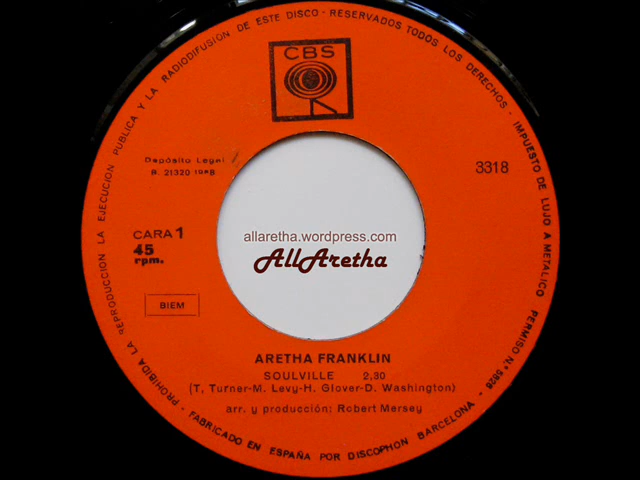 PROHIBIDA LA REPRODUCCION LA EJECUCION PUBLICA Y LA RADIODIFUSION DE ESTE DISCO - RESERVADOS TODOS LOS DERECHOS - IMPUESTO DE LUJO A METALICO PERMISO N.º 5626
CBS
Depósito Legal
B. 21320 1968
3318
CARA 1
45
rpm.
BIEM
allaretha.wordpress.com
AllAretha
ARETHA FRANKLIN
SOULVILLE 2,30
(T, Turner-M. Levy-H. Glover-D. Washington)
arr. y producción: Robert Mersey
- FABRICADO EN ESPAÑA POR DISCOPHON BARCELONA -